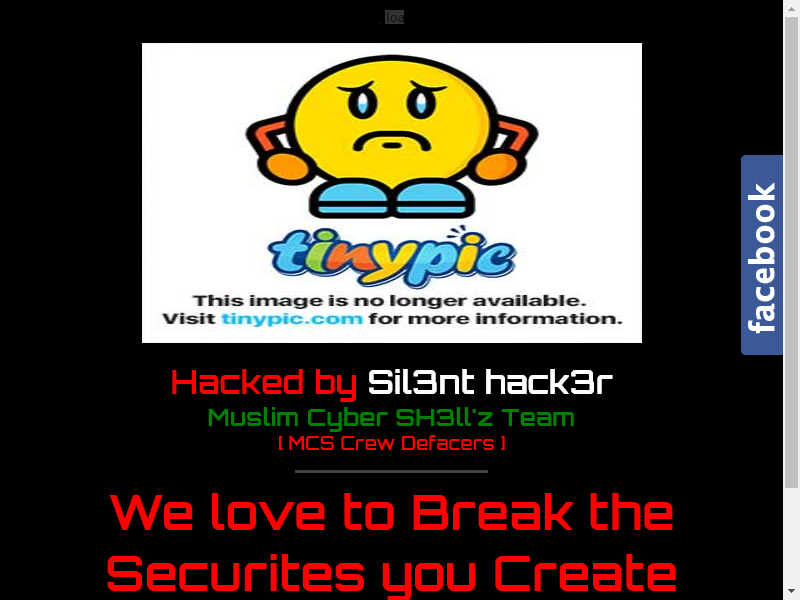 loa
tinypic
This image is no longer available.
Visit tinypic.com for more information.
facebook
Hacked by Sil3nt hack3r
Muslim Cyber SH3ll'z Team
[ MCS Crew Defacers ]
We love to Break the
Securites you Create